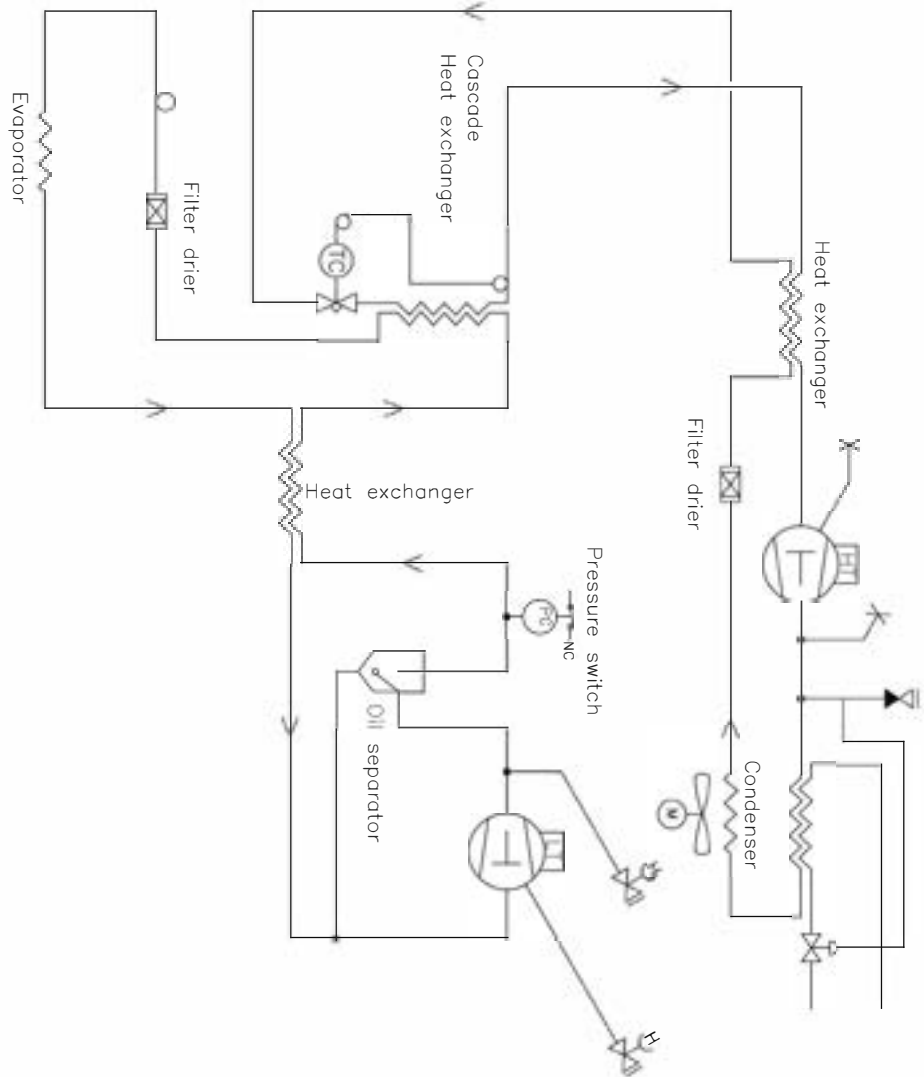 Cascade
Heat exchanger
Evaporator
Filter drier
TC
Heat exchanger
Filter drier
Heat exchanger
Pressure switch
PC
NC
Oil separator
Condenser
M
H